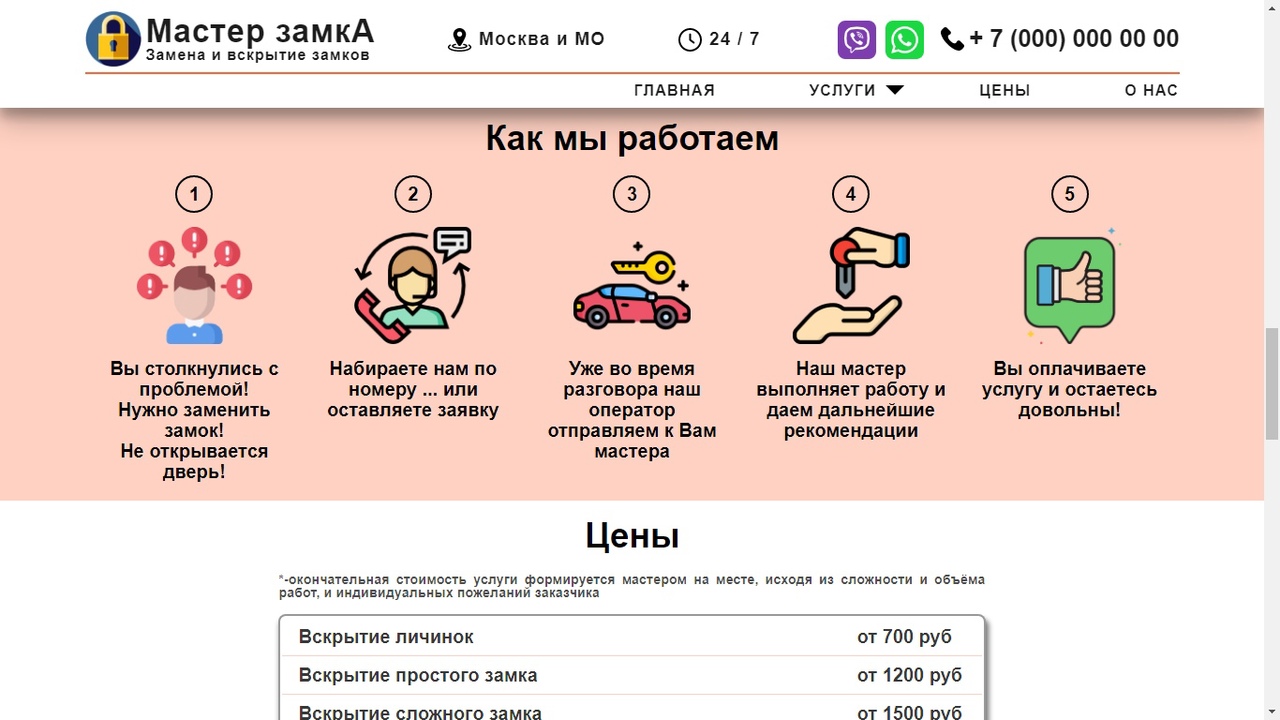 Мастер замкА
Замена и вскрытие замков
Москва и МО
24 / 7
+ 7 (000) 000 00 00
ГЛАВНАЯ
УСЛУГИ
ЦЕНЫ
О НАС
Как мы работаем
1
Вы столкнулись с
проблемой!
Нужно заменить
замок!
Не открывается
дверь!
2
Набираете нам по
номеру ... или
оставляете заявку
3
Уже во время
разговора наш
оператор
отправляем к Вам
мастера
4
Наш мастер
выполняет работу и
даем дальнейшие
рекомендации
5
Вы оплачиваете
услугу и остаетесь
довольны!
Цены
*-окончательная стоимость услуги формируется мастером на месте, исходя из сложности и объёма
работ, и индивидуальных пожеланий заказчика
Вскрытие личинок от 700 руб
Вскрытие простого замка от 1200 руб
Вскрытие сложного замка от 1500 руб